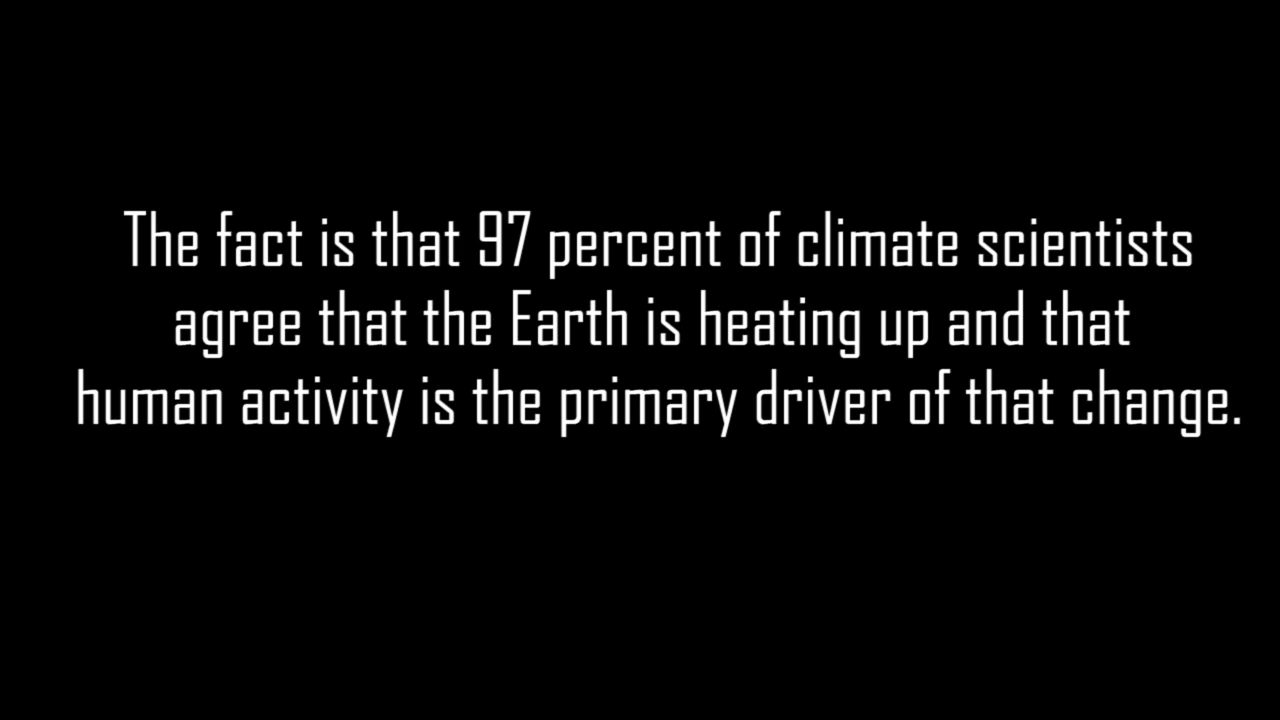 The fact is that 97 percent of climate scientists
agree that the Earth is heating up and that
human activity is the primary driver of that change.